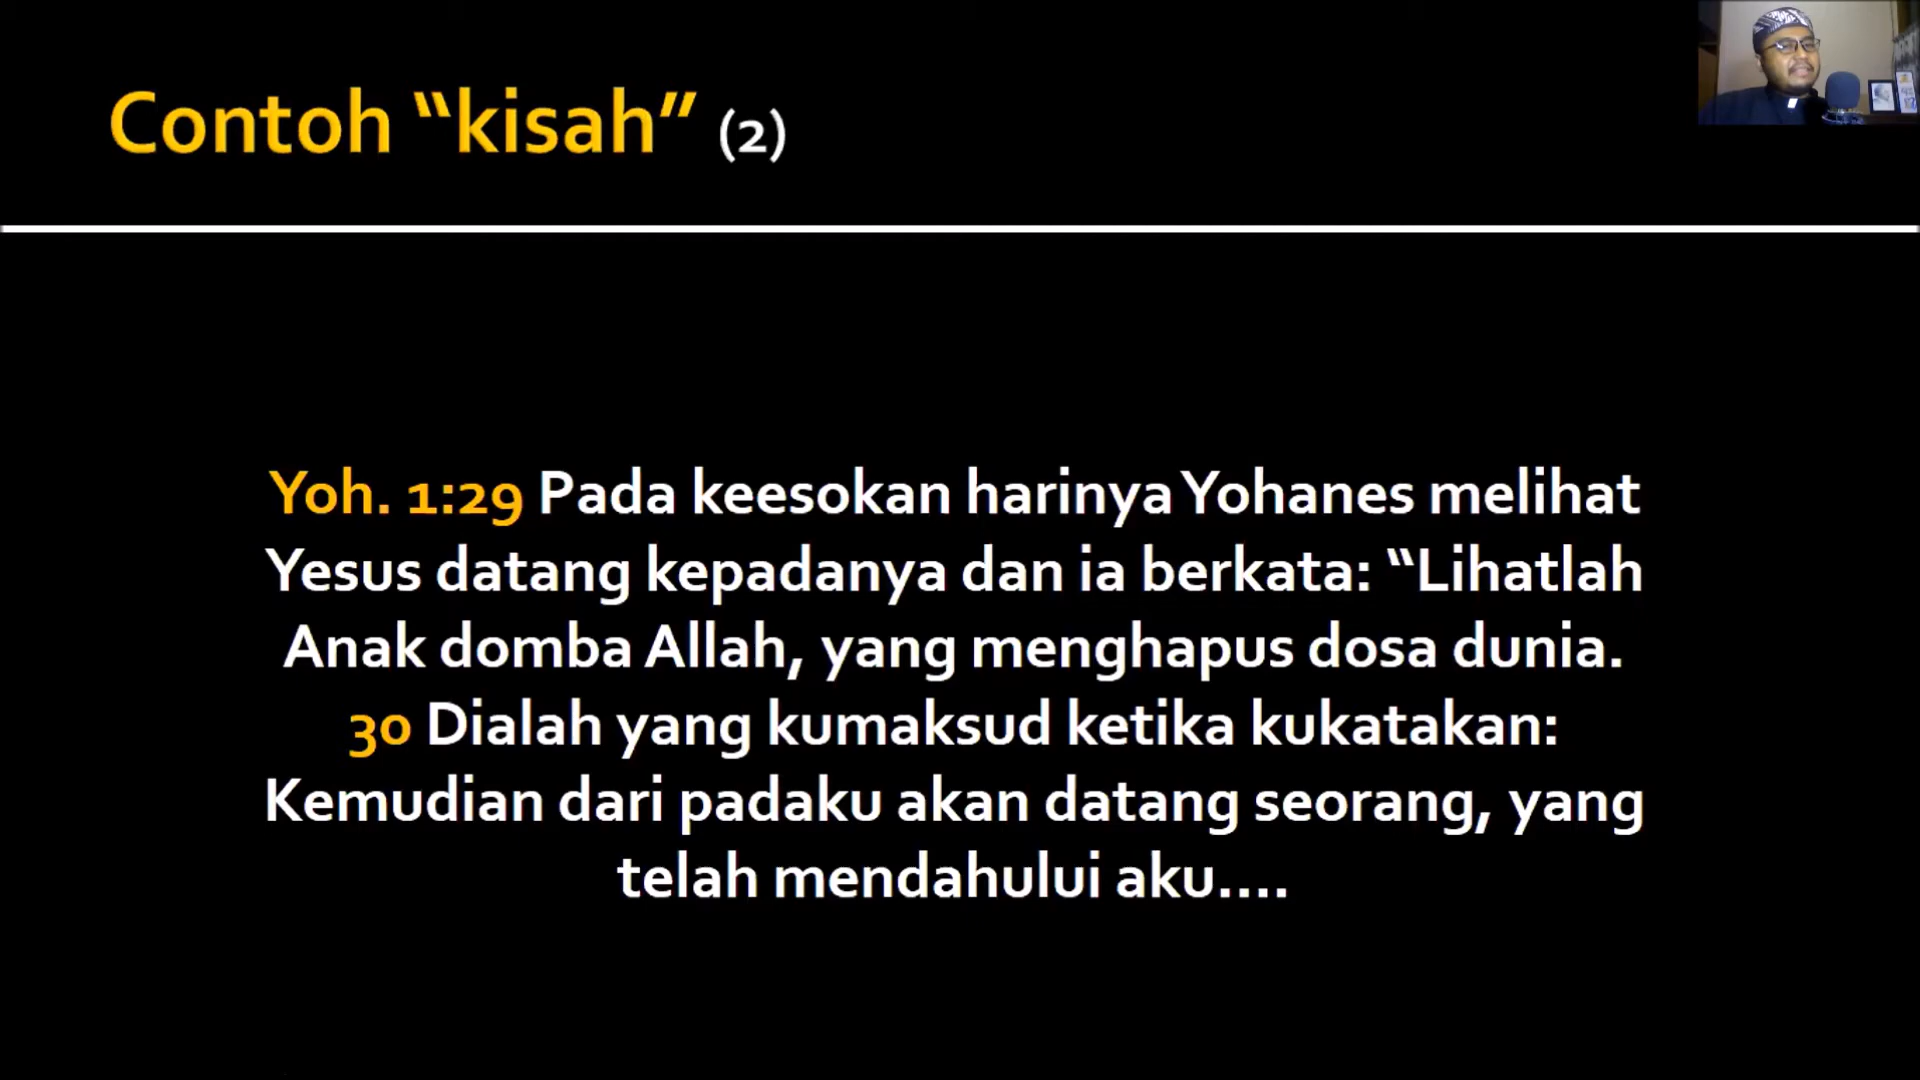 Contoh “kisah” (2)
Yoh. 1:29 Pada keesokan harinya Yohanes melihat
Yesus datang kepadanya dan ia berkata: “Lihatlah
Anak domba Allah, yang menghapus dosa dunia.
30 Dialah yang kumaksud ketika kukatakan:
Kemudian dari padaku akan datang seorang, yang
telah mendahului aku....